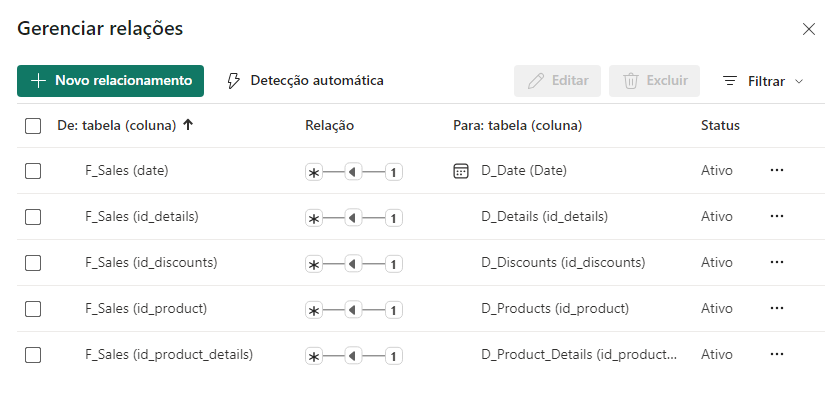 Gerenciar relações
Novo relacionamento Detecção automática Editar Excluir Filtrar
De: tabela (coluna) Relação Para: tabela (coluna) Status
F_Sales (date) * 1 D_Date (Date) Ativo ...
F_Sales (id_details) * 1 D_Details (id_details) Ativo ...
F_Sales (id_discounts) * 1 D_Discounts (id_discounts) Ativo ...
F_Sales (id_product) * 1 D_Products (id_product) Ativo ...
F_Sales (id_product_details) * 1 D_Product_Details (id_product... Ativo ...